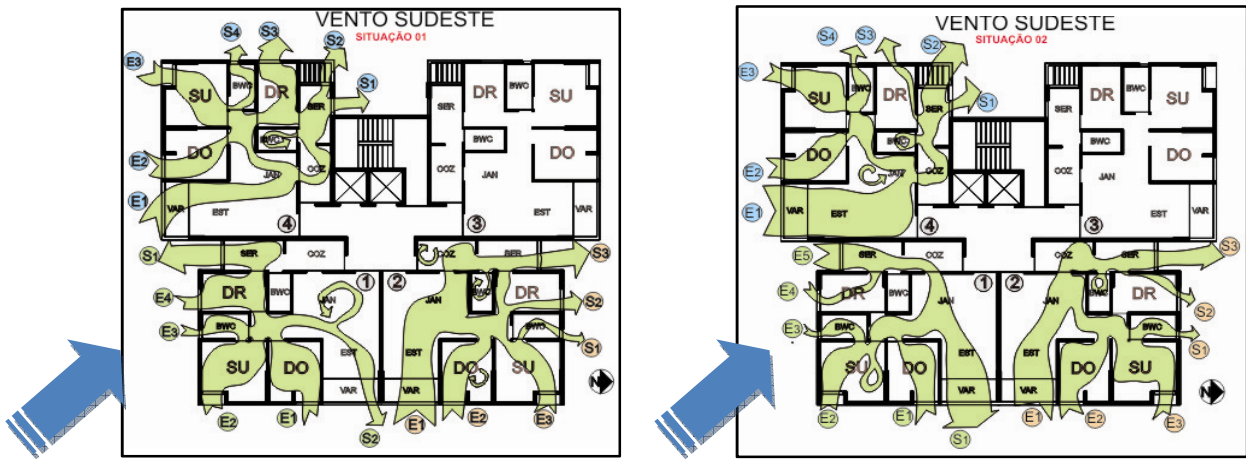 VENTO SUDESTE
SITUAÇÃO 01
S4
S3
S2
E3
S1
SU
BWC
DR
SER
SER
DR
BWC
SU
E2
DO
BWC
COZ
JAN
COZ
BWC
JAN
DO
E1
VAR
EST
EST
VAR
4
3
S1
SER
COZ
COZ
SER
S3
1
2
E4
DR
BWC
JAN
JAN
BWC
DR
S2
E3
BWC
EST
EST
BWC
S1
SU
DO
VAR
VAR
DO
SU
N
E2
E1
S2
E1
E2
E3
VENTO SUDESTE
SITUAÇÃO 02
S4
S3
S2
E3
S1
SU
BWC
DR
SER
SER
DR
BWC
SU
E2
DO
BWC
JAN
COZ
COZ
BWC
JAN
DO
E1
VAR
EST
EST
VAR
4
3
E5
SER
COZ
COZ
SER
S3
1
2
E4
DR
BWC
JAN
JAN
BWC
DR
S2
E3
BWC
EST
EST
BWC
S1
SU
DO
VAR
VAR
DO
SU
N
E2
E1
S1
E1
E2
E3